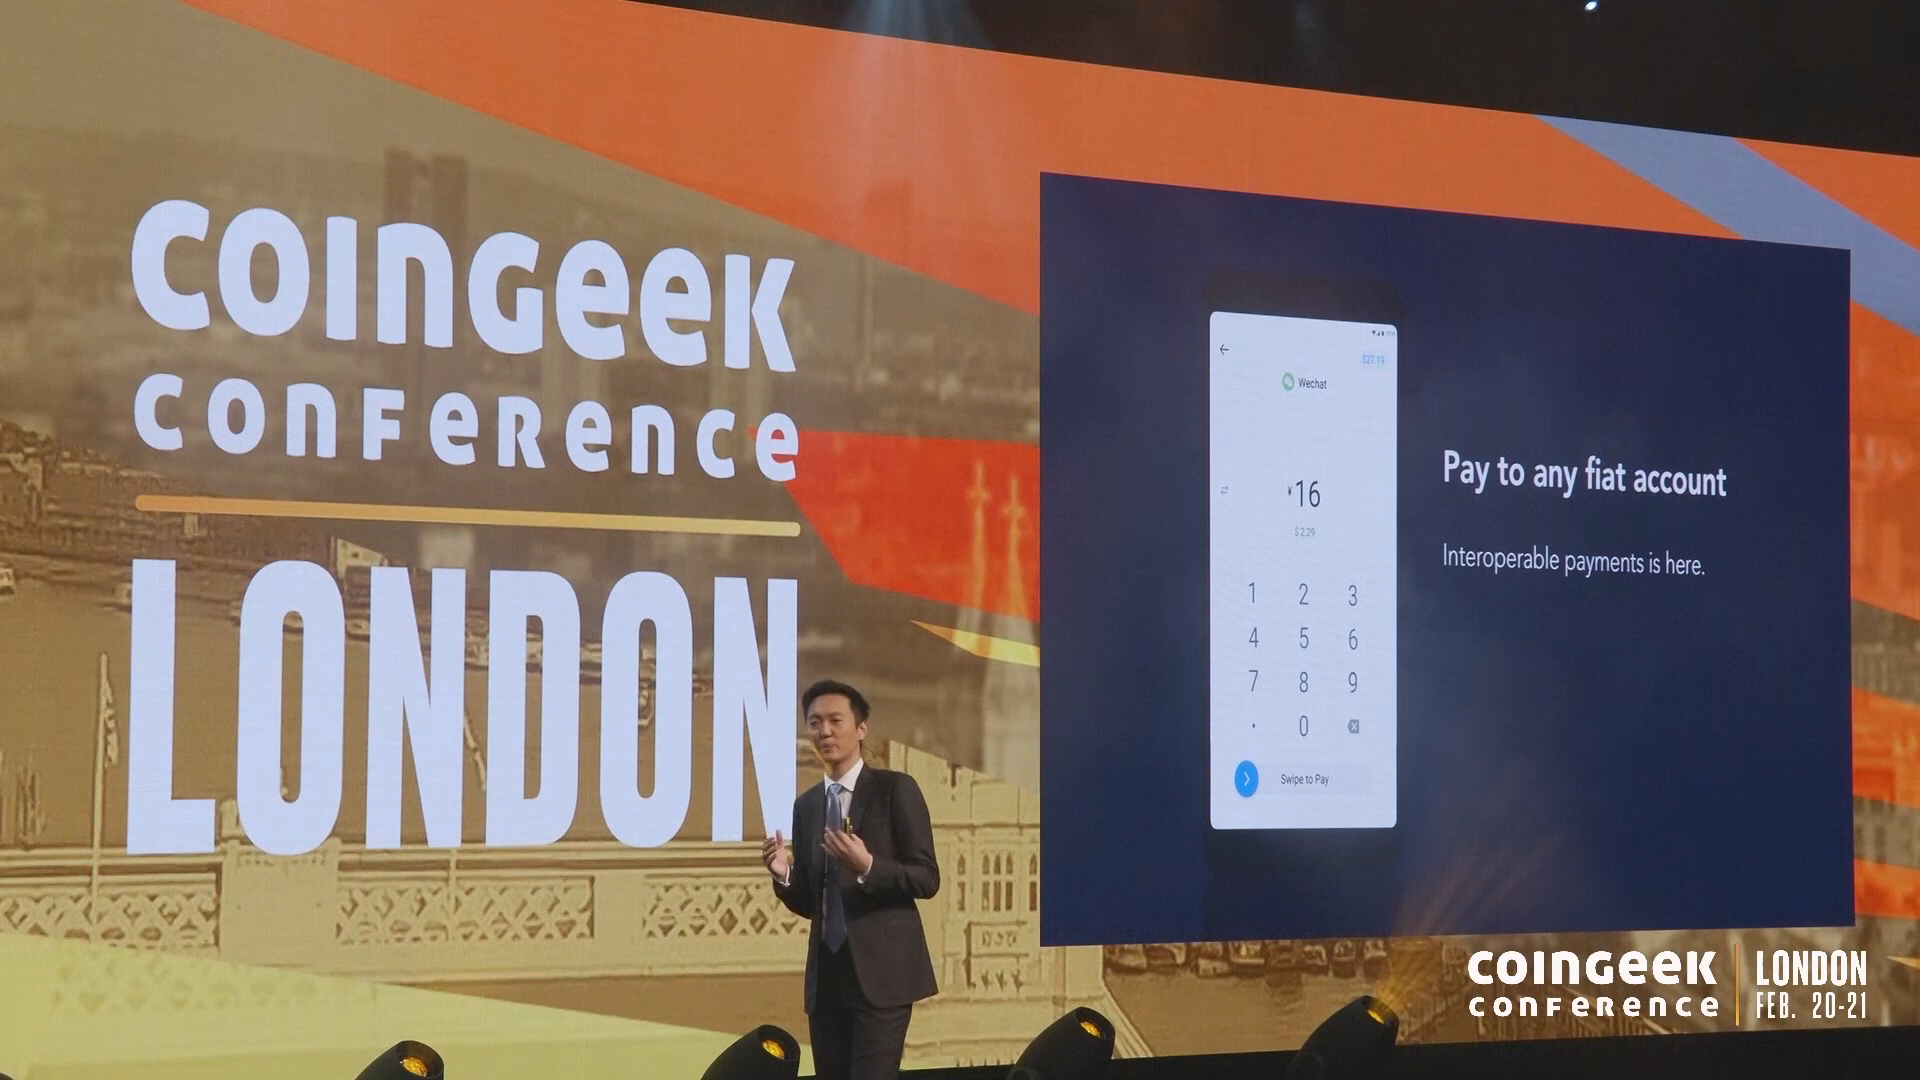 COINGEEK
CONFERENCE
LONDON
$27.19
Wechat
¥16
$2.29
1 2 3
4 5 6
7 8 9
. 0
Swipe to Pay
Pay to any fiat account
Interoperable payments is here.
COINGEEK
CONFERENCE
LONDON
FEB. 20-21